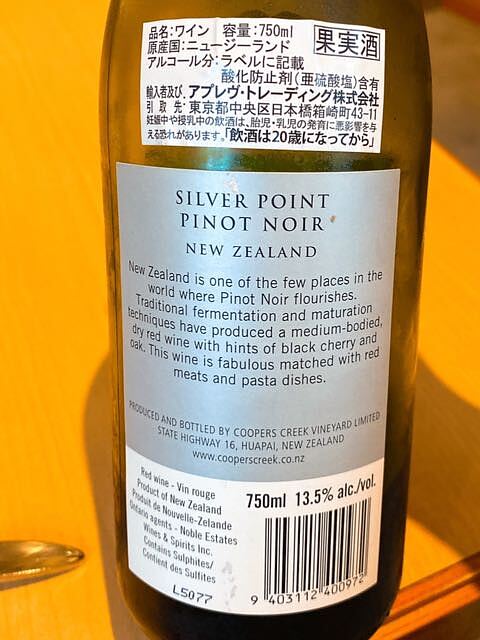 品名:ワイン 容量:750ml
原産国:ニュージーランド
果実酒
アルコール分:ラベルに記載
酸化防止剤(亜硫酸塩)含有
輸入者及び、アプレヴ・トレーディング株式会社
引取先:東京都中央区日本橋箱崎町43-11
妊娠中や授乳中の飲酒は、胎児・乳児の発育に悪影響を与
える恐れがあります。「飲酒は20歳になってから」
SILVER POINT
PINOT NOIR
NEW ZEALAND
New Zealand is one of the few places in the
world where Pinot Noir flourishes.
Traditional fermentation and maturation
techniques have produced a medium-bodied,
dry red wine with hints of black cherry and
oak. This wine is fabulous matched with red
meats and pasta dishes.
PRODUCED AND BOTTLED BY COOPERS CREEK VINEYARD LIMITED
STATE HIGHWAY 16, HUAPAI, NEW ZEALAND
www.cooperscreek.co.nz
Red wine - Vin rouge
Product of New Zealand
Produit de Nouvelle-Zelande
Ontario agents - Noble Estates
Wines & Spirits Inc.
Contains Sulphites/
Contient des Sulfites
L5077
750ml 13.5% alc./vol.
9 403112 400972